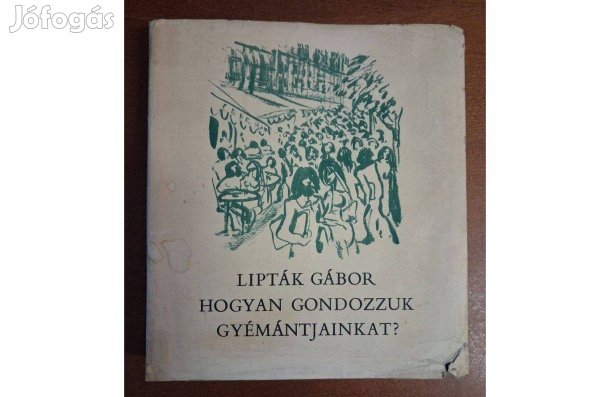 Jófogás
LIPTÁK GÁBOR
HOGYAN GONDOZZUK
GYÉMÁNTJAINKAT?